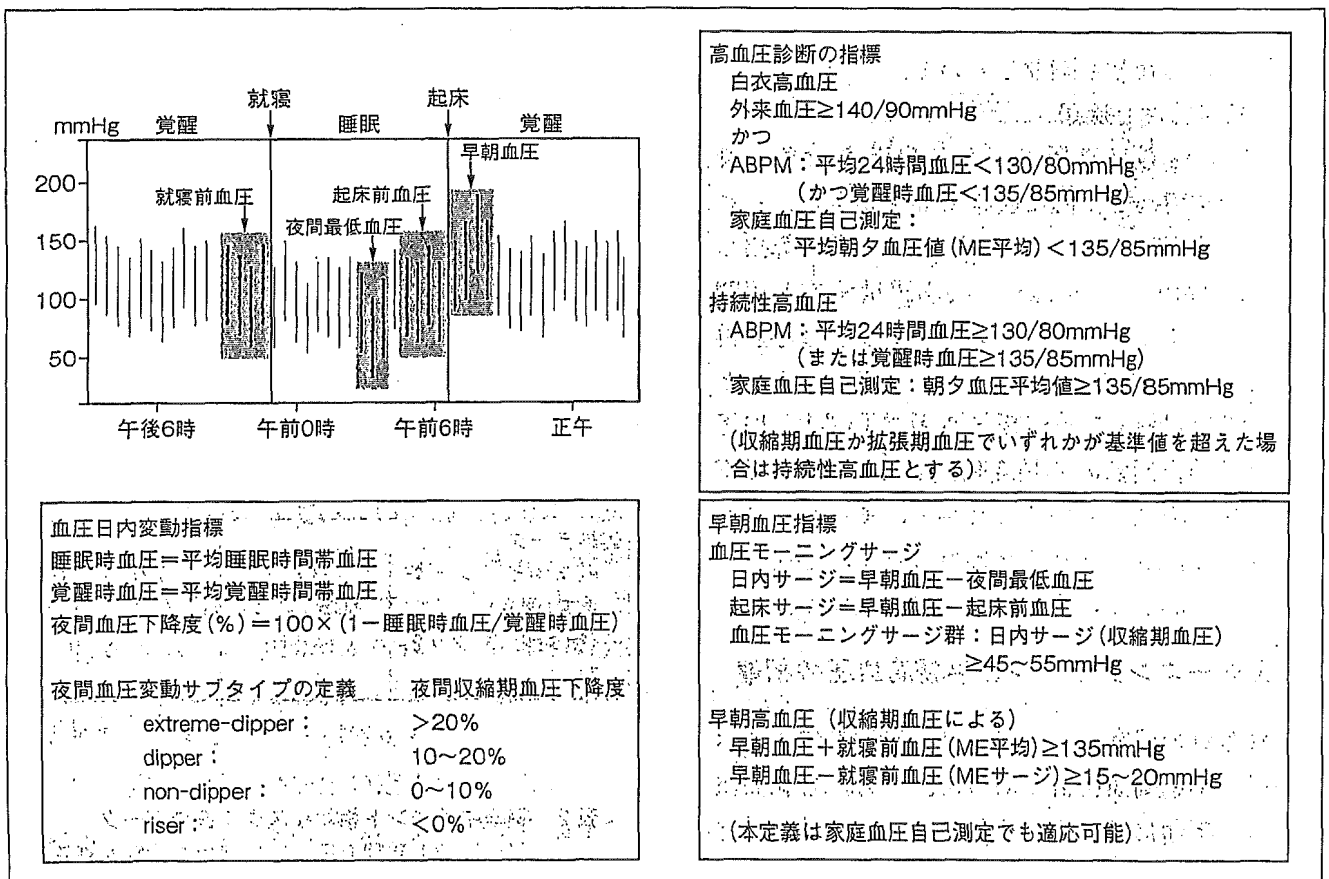 就寝
起床
mmHg
覚醒
睡眠
覚醒
早朝血圧
200
就寝前血圧
起床前血圧
夜間最低血圧
150
100
50
午後6時
午前0時
午前6時
正午
血圧日内変動指標
睡眠時血圧=平均睡眠時間帯血圧
覚醒時血圧=平均覚醒時間帯血圧
夜間血圧下降度(%)=100×(1-睡眠時血圧/覚醒時血圧)
夜間血圧変動サブタイプの定義 夜間収縮期血圧下降度
extreme-dipper: >20%
dipper: 10~20%
non-dipper: 0~10%
riser: <0%
高血圧診断の指標
白衣高血圧
外来血圧≥140/90mmHg
かつ
ABPM:平均24時間血圧<130/80mmHg
(かつ覚醒時血圧<135/85mmHg)
家庭血圧自己測定:
平均朝夕血圧値(ME平均)<135/85mmHg
持続性高血圧
ABPM:平均24時間血圧≥130/80mmHg
(または覚醒時血圧≥135/85mmHg)
家庭血圧自己測定:朝夕血圧平均値≥135/85mmHg
(収縮期血圧か拡張期血圧でいずれかが基準値を超えた場
合は持続性高血圧とする)
早朝血圧指標
血圧モーニングサージ
日内サージ=早朝血圧-夜間最低血圧
起床サージ=早朝血圧-起床前血圧
血圧モーニングサージ群:日内サージ(収縮期血圧)
≥45~55mmHg
早朝高血圧(収縮期血圧による)
早朝血圧+就寝前血圧(ME平均)≥135mmHg
早朝血圧-就寝前血圧(MEサージ)≥15~20mmHg
(本定義は家庭血圧自己測定でも適応可能)